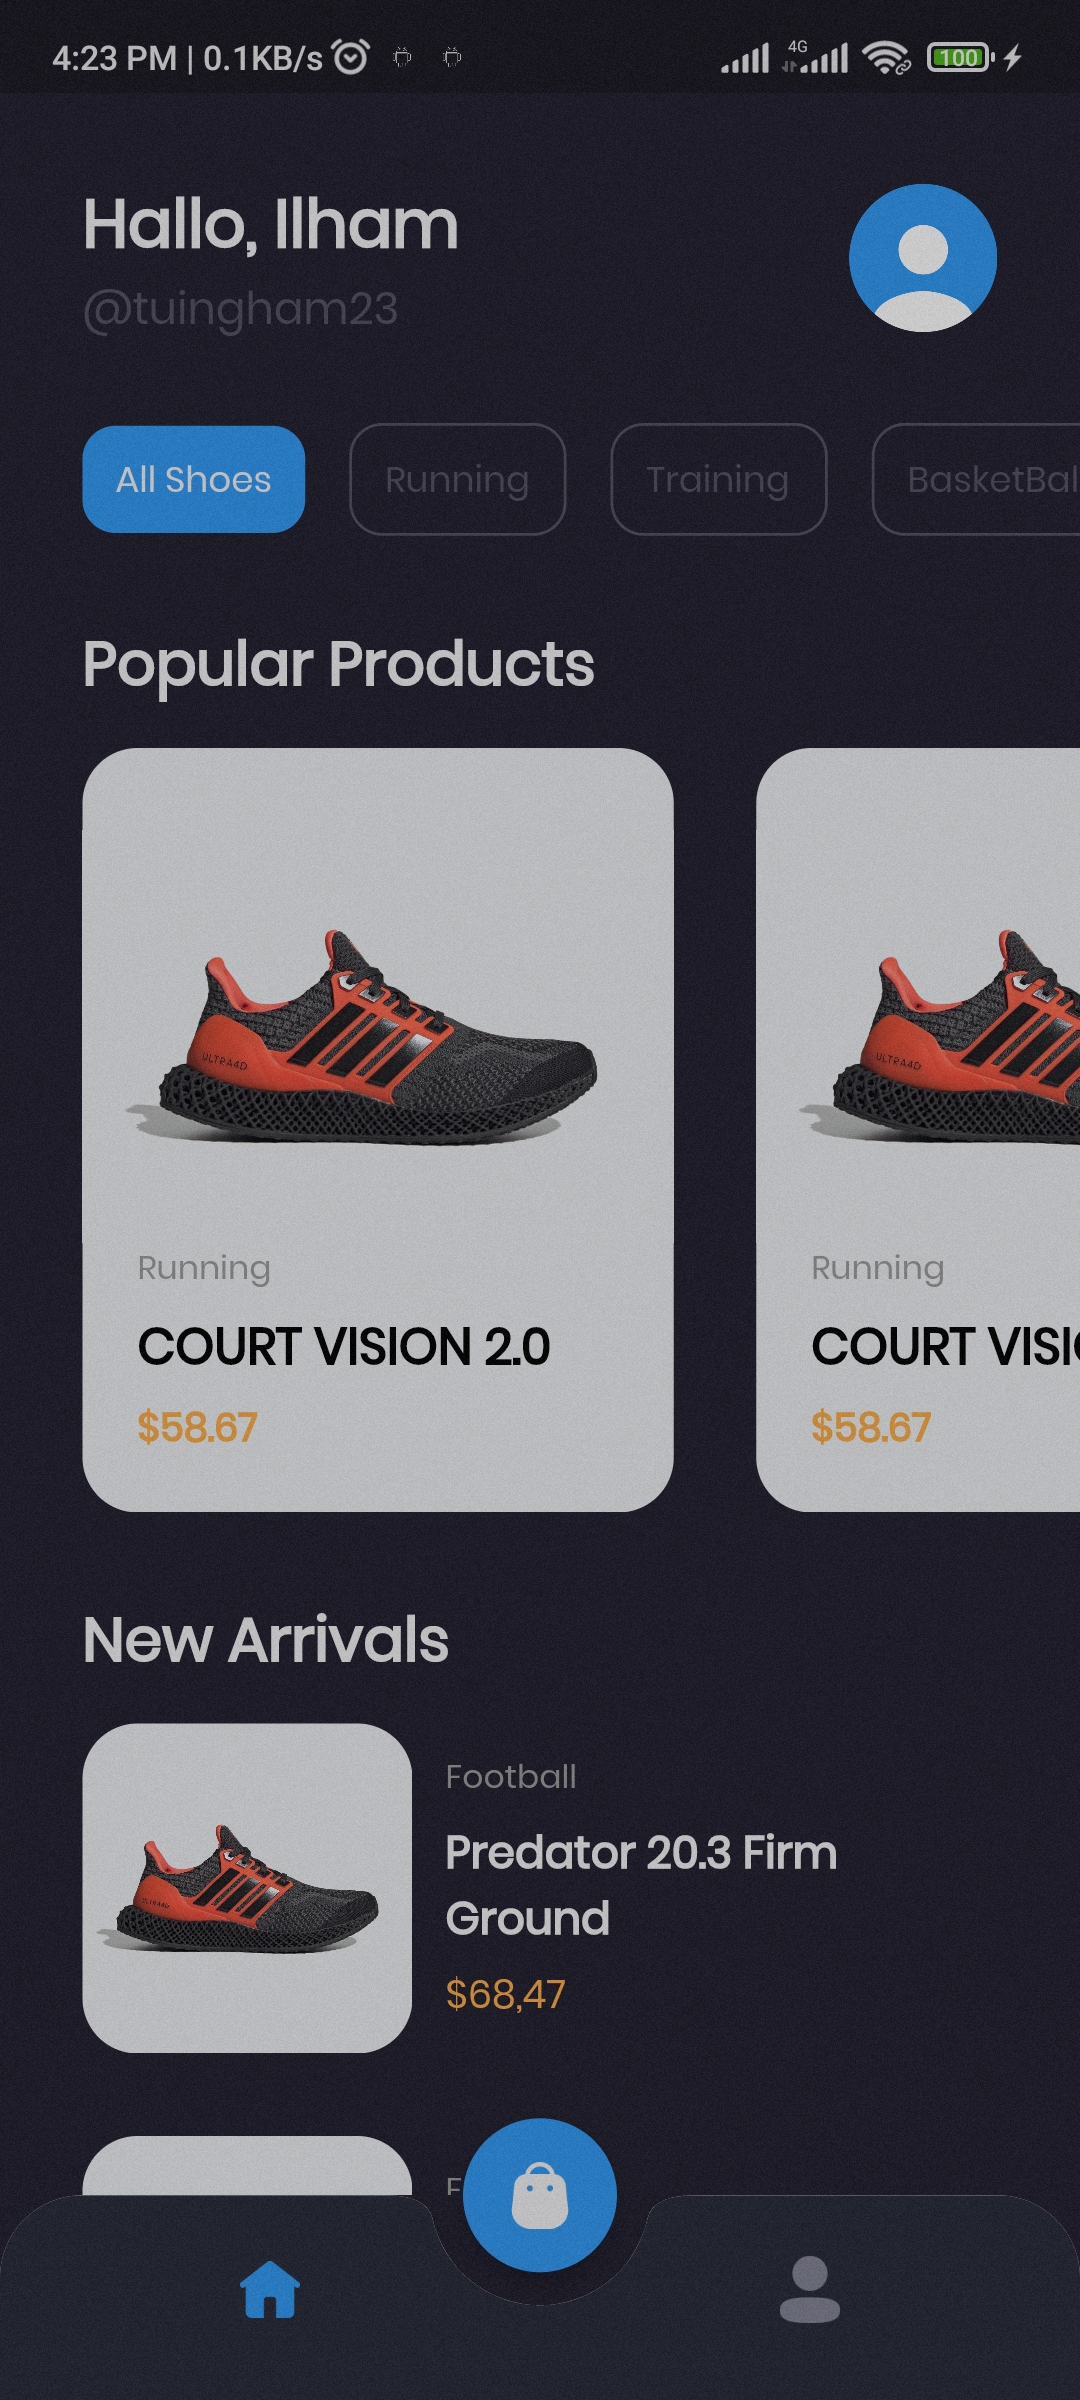 4:23 PM | 0.1KB/s
4G
100
Hallo, Ilham
@tuingham23
All Shoes
Running
Training
BasketBal
Popular Products
ULTRA4D
ULTRA4D
Running
Running
COURT VISION 2.0
COURT VISIO
$58.67
$58.67
New Arrivals
Football
ULTRA4D
Predator 20.3 Firm
Ground
$68,47
F